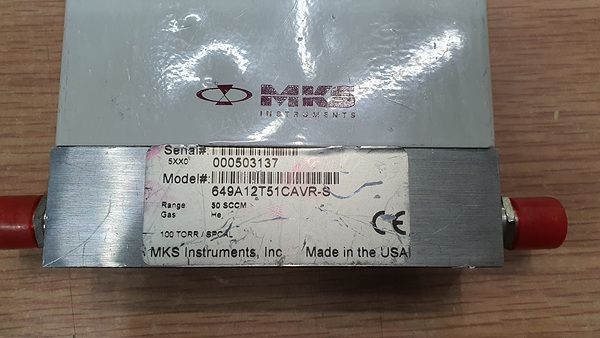 MKS
INSTRUMENTS
Serial#:
5XX0 000503137
Model#:
649A12T51CAVR-S
Range 50 SCCM
Gas He
100 TORR / SPCAL
CE
MKS Instruments, Inc Made in the USA